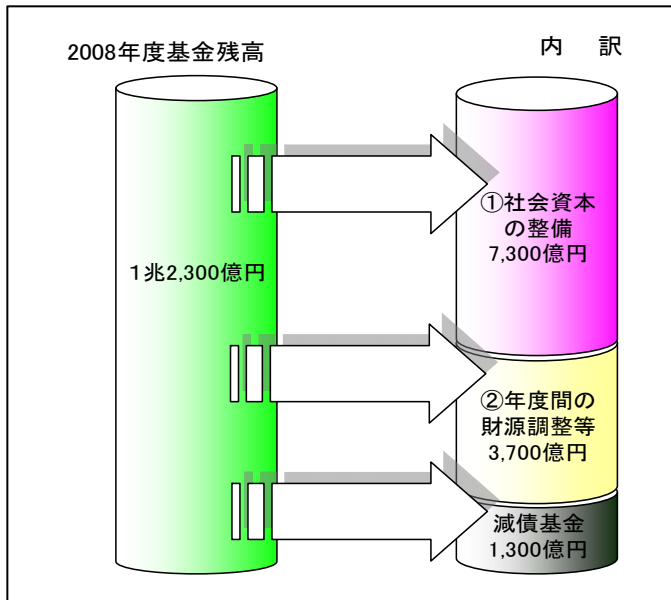 2008年度基金残高
内　訳
1兆2,300億円
①社会資本
の整備
7,300億円
②年度間の
財源調整等
3,700億円
減債基金
1,300億円